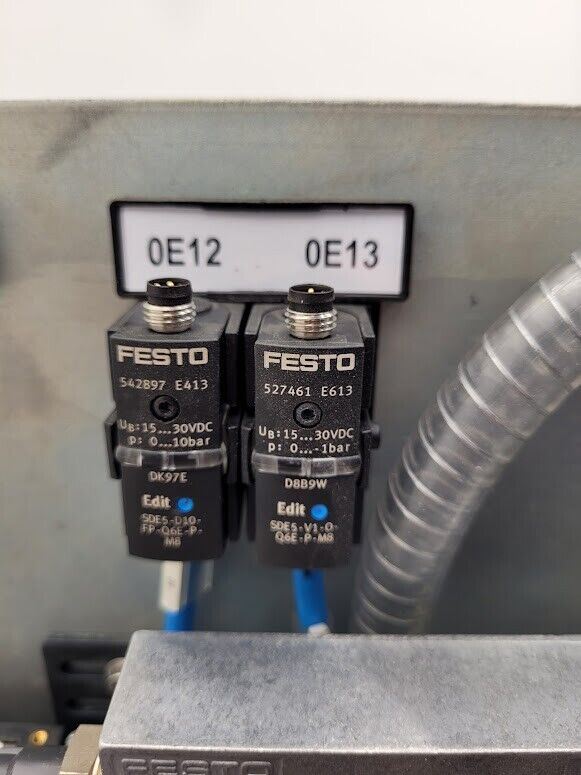 0E12 0E13
FESTO
542897 E413
UB:15...30VDC
p: 0...10bar
DK97E
Edit
SDE5-D10-
FP-Q6E-P-
M8
FESTO
527461 E613
UB:15...30VDC
p: 0...-1bar
D8B9W
Edit
SDE5-V1-O-
Q6E-P-M8
FESTO